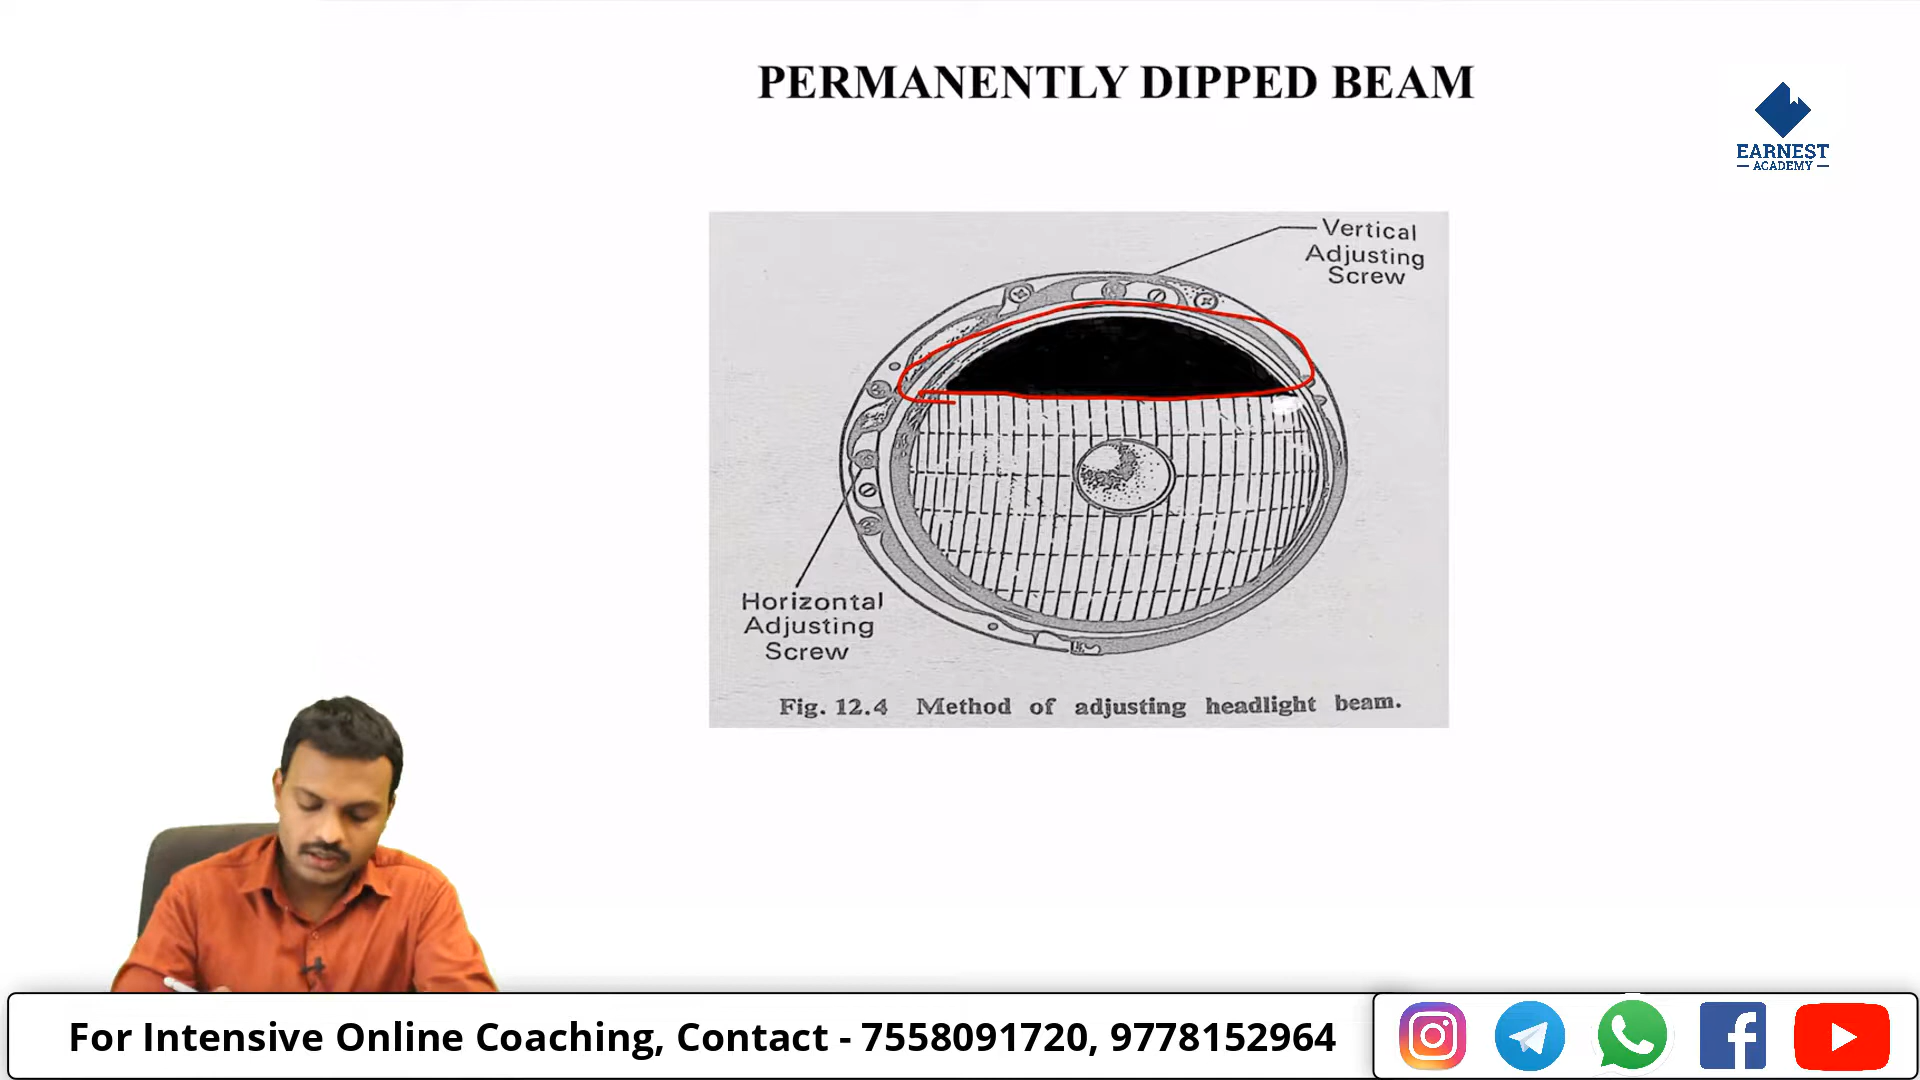 PERMANENTLY DIPPED BEAM
EARNEST
ACADEMY
Vertical
Adjusting
Screw
Horizontal
Adjusting
Screw
Fig. 12.4 Method of adjusting headlight beam.
For Intensive Online Coaching, Contact - 7558091720, 9778152964